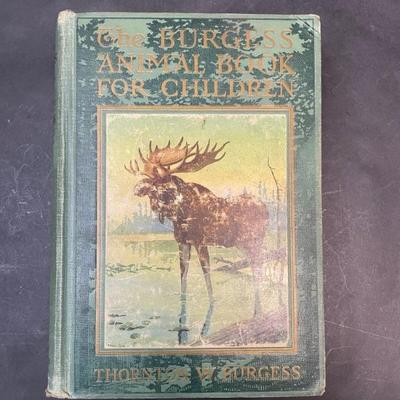 The BURGESS
ANIMAL BOOK
FOR CHILDREN
THORNTON W. BURGESS